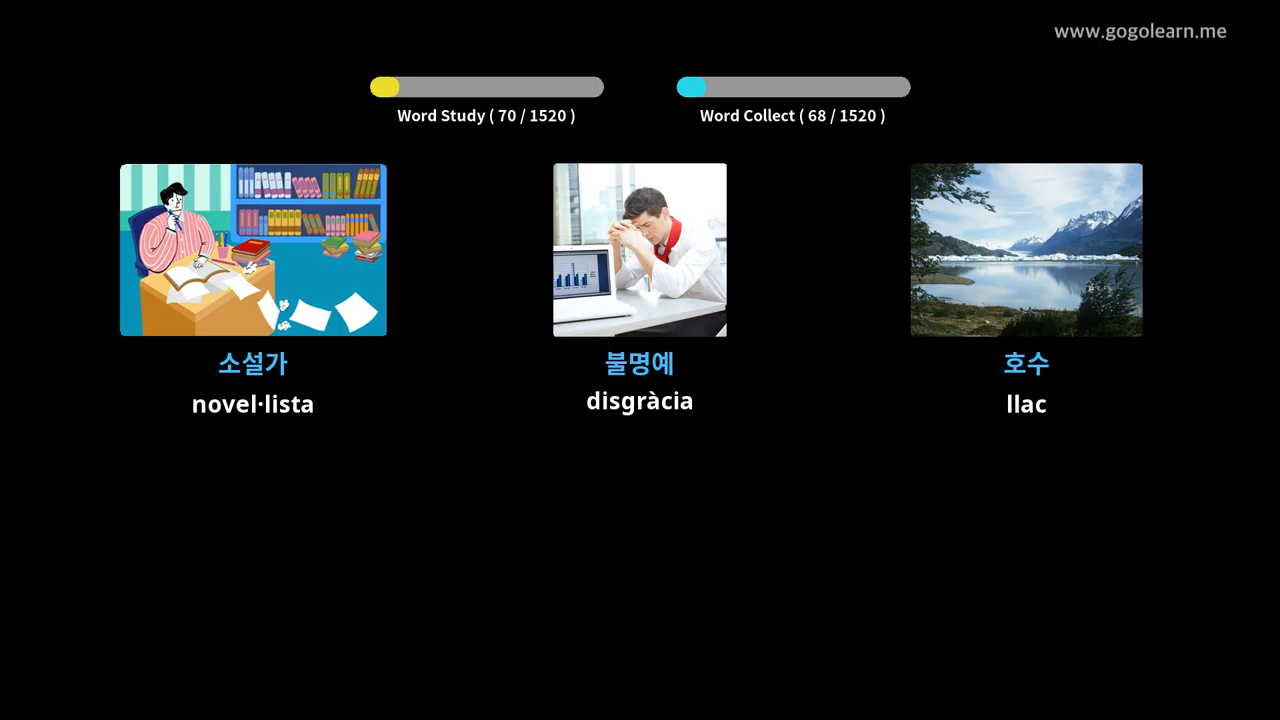 www.gogolearn.me
Word Study ( 70 / 1520 )
Word Collect ( 68 / 1520 )
소설가
불명예
호수
novel·lista
disgràcia
llac